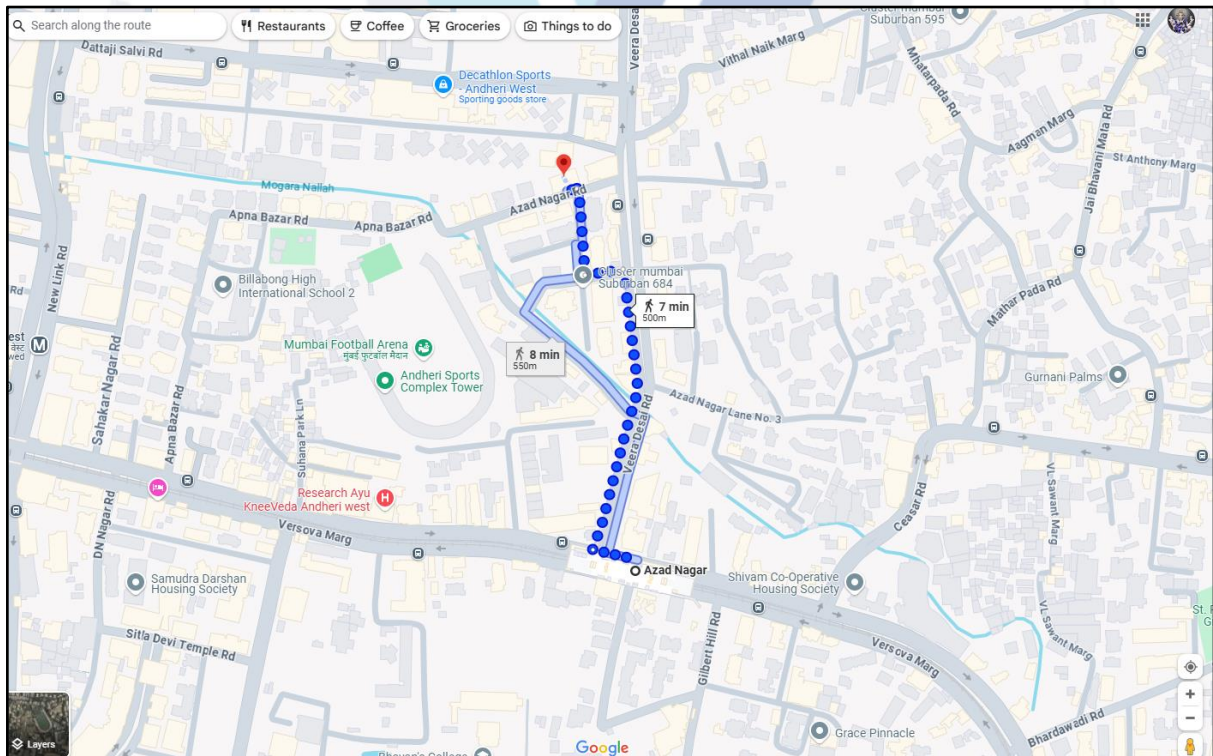 Search along the route
Restaurants
Coffee
Groceries
Things to do
Suburban 595
Dattaji Salvi Rd
Veera Desai
Vithal Naik Marg
Mhatarpada Rd
Decathlon Sports
- Andheri West
Sporting goods store
Aagman Marg
Jai Bhavani Mata Rd
St Anthony Marg
Mogara Nallah
Azad Nagar Rd
Apna Bazar Rd
Apna Bazar Rd
New Link Rd
Billabong High
International School 2
Cluster mumbai
Suburban 684
Mathar Pada Rd
Rd
7 min
500m
Mumbai Football Arena
मुंबई फुटबॉल मैदान
8 min
550m
Andheri Sports
Complex Tower
Gurnani Palms
Sahakar Nagar Rd
Apna Bazar Rd
Suhana Park Ln
Azad Nagar Lane No. 3
Veera Desai Rd
Research Ayu
KneeVeda Andheri west
H
Versova Marg
DN Nagar Rd
Ceasar Rd
VL Sawant Marg
VL Sawant Marg
Azad Nagar
Samudra Darshan
Housing Society
Shivam Co-Operative
Housing Society
Sitla Devi Temple Rd
Gilbert Hill Rd
Versova Marg
Bhardawadi Rd
Grace Pinnacle
Layers
Google